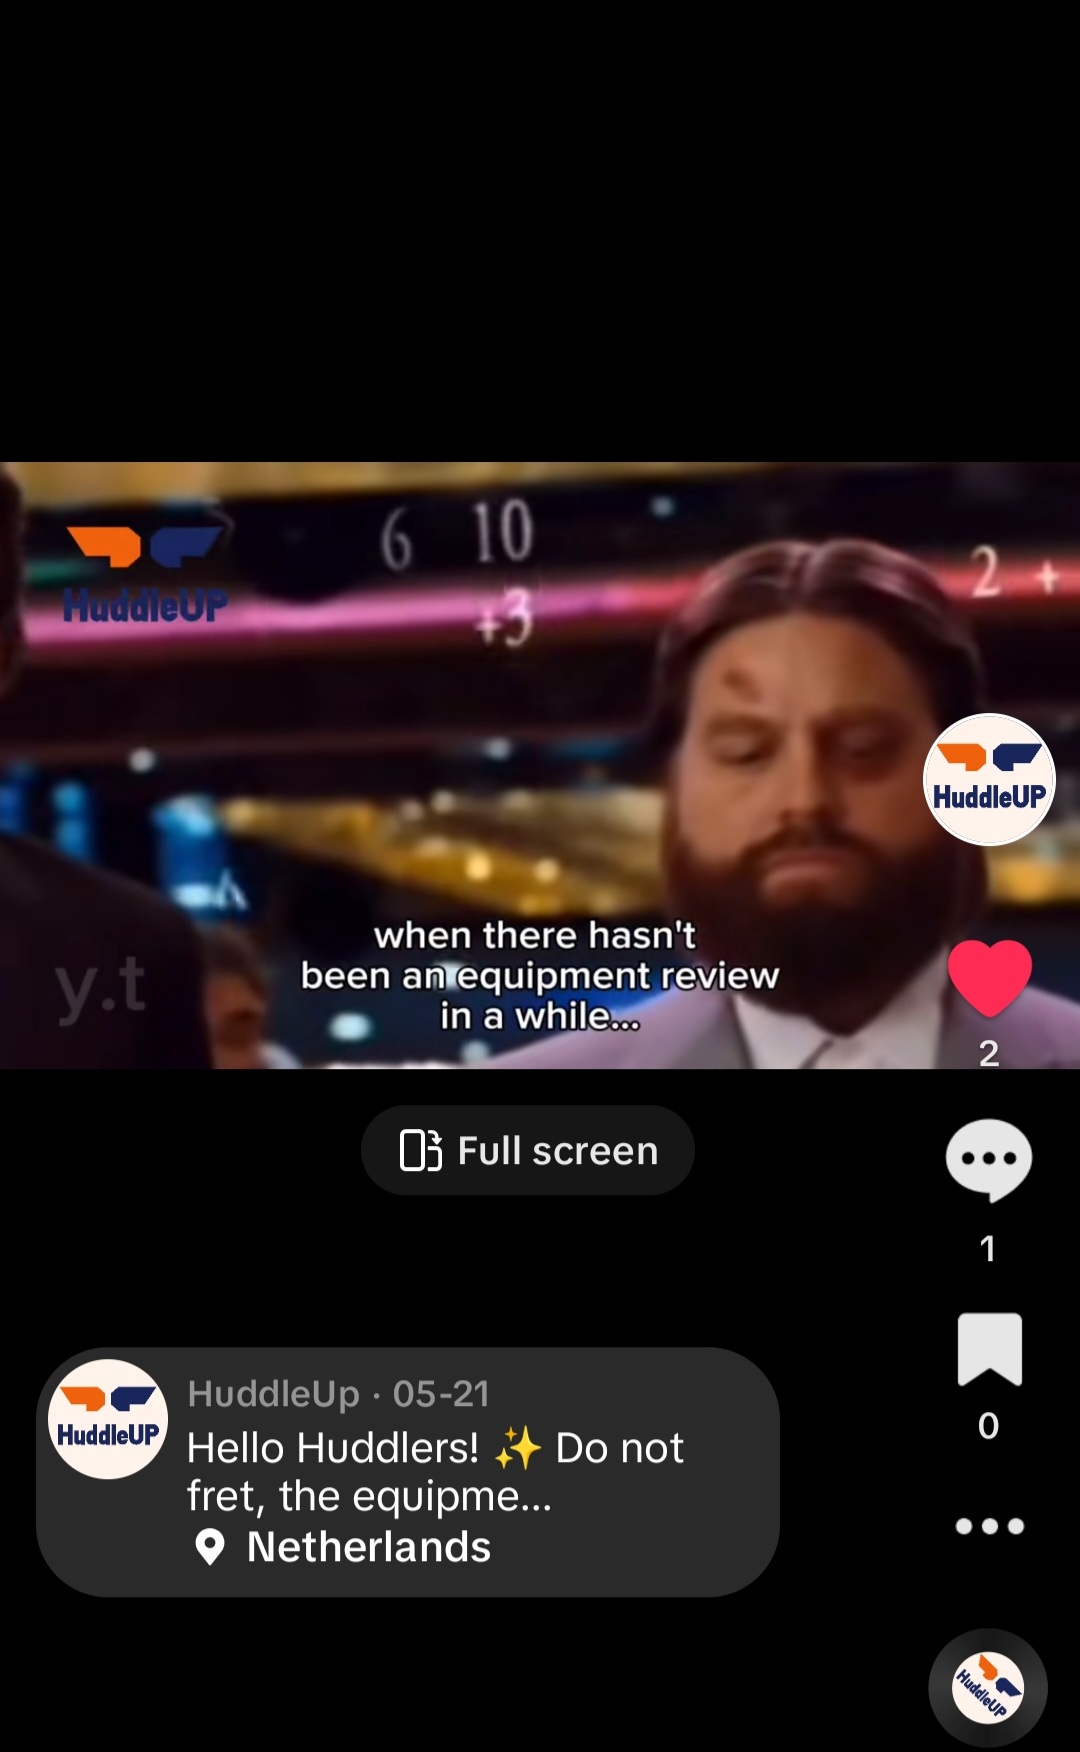 6 10
+3
2 +
HuddleUP
HuddleUP
when there hasn't
been an equipment review
in a while...
y.t
2
Full screen
1
0
HuddleUP
HuddleUp · 05-21
Hello Huddlers! ✨ Do not
fret, the equipme...
Netherlands
HuddleUP